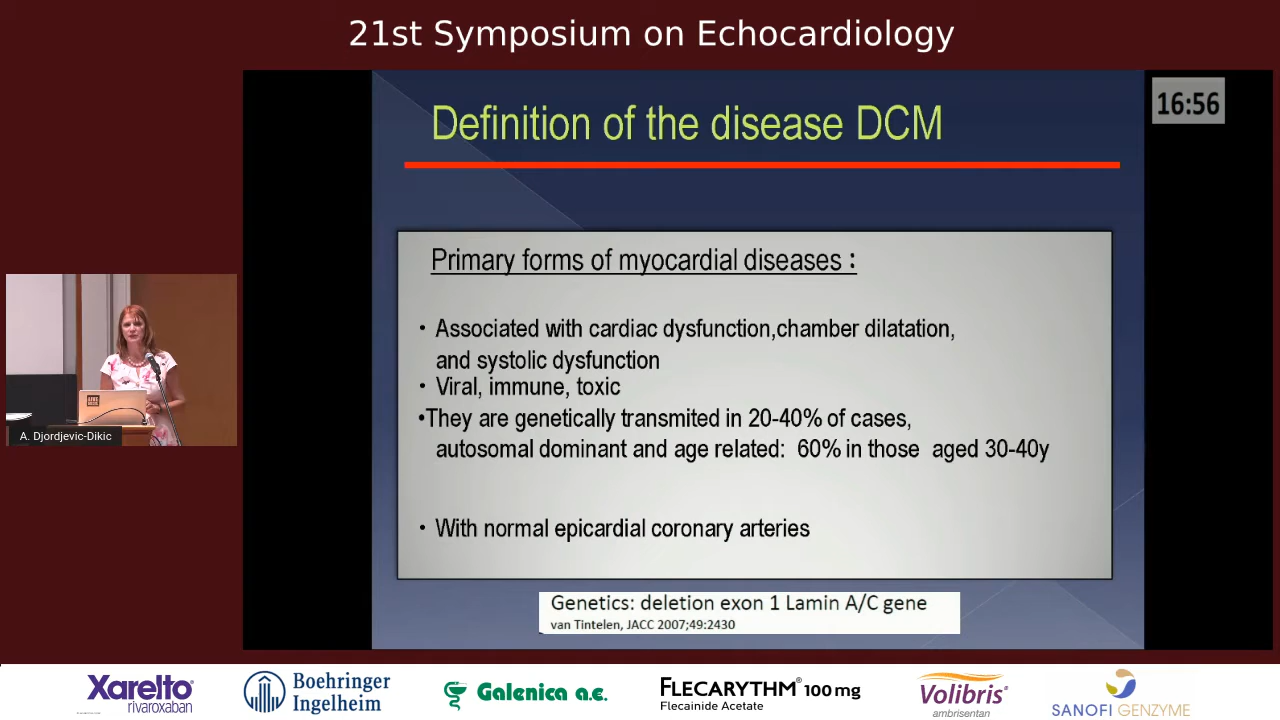 21st Symposium on Echocardiology
Definition of the disease DCM
16:56
Primary forms of myocardial diseases :
• Associated with cardiac dysfunction,chamber dilatation,
and systolic dysfunction
• Viral, immune, toxic
•They are genetically transmited in 20-40% of cases,
autosomal dominant and age related: 60% in those aged 30-40y
• With normal epicardial coronary arteries
Genetics: deletion exon 1 Lamin A/C gene
van Tintelen, JACC 2007;49:2430
A. Djordjevic-Dikic
Xarelto®
rivaroxaban
Boehringer
Ingelheim
Galenica a.e.
FLECARYTHM® 100 mg
Flecainide Acetate
Volibris®
ambrisentan
SANOFI GENZYME